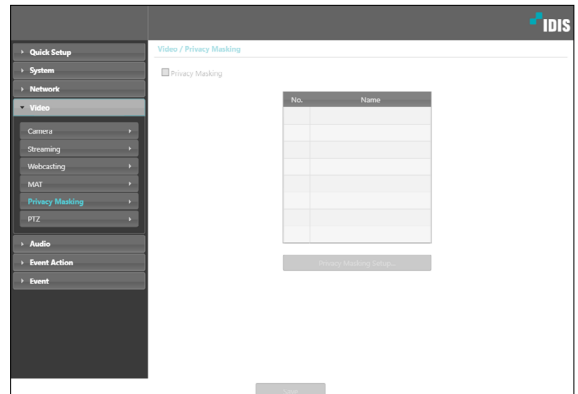 IDIS
Quick Setup
System
Network
Video
Camera
Streaming
Webcasting
MAT
Privacy Masking
PTZ
Audio
Event Action
Event
Video / Privacy Masking
Privacy Masking
No. Name
Privacy Masking Setup...
Save